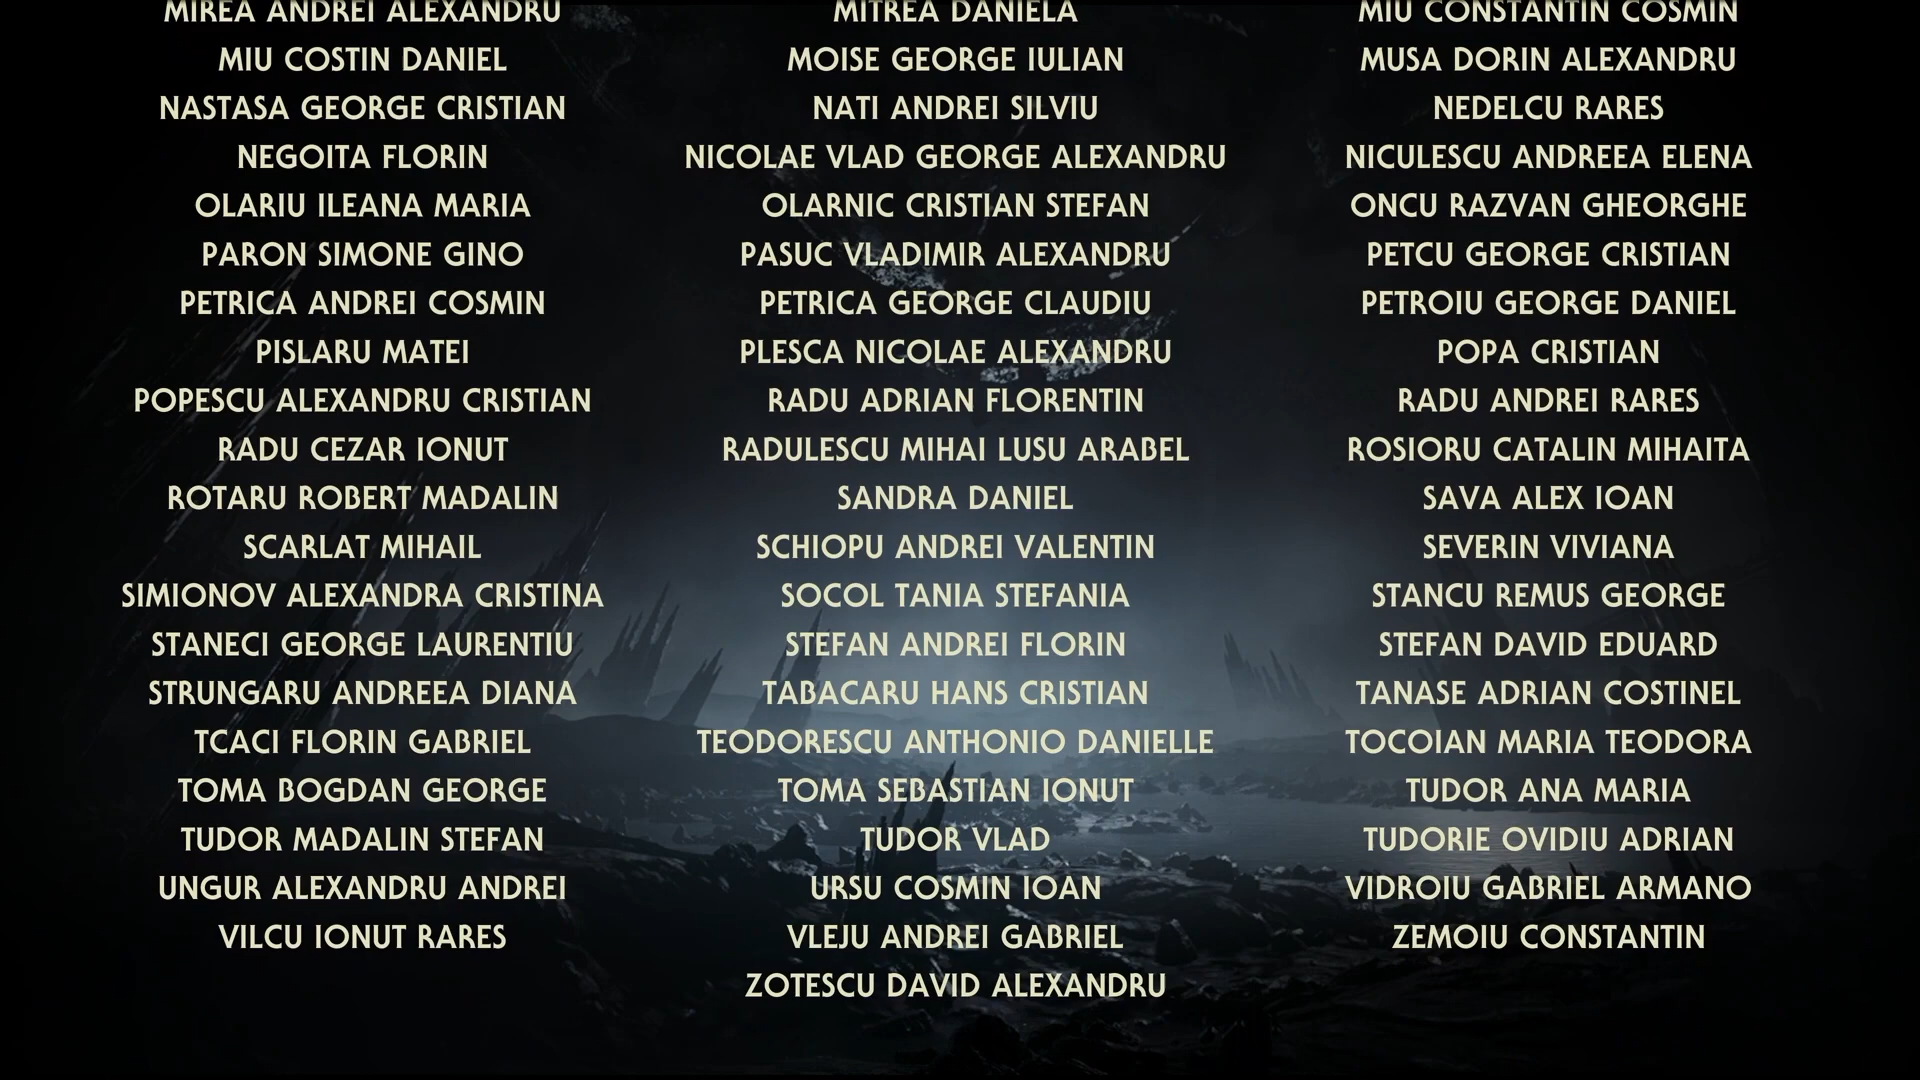 MIREA ANDREI ALEXANDRU MITREA DANIELA MIU CONSTANTIN COSMIN
MIU COSTIN DANIEL MOISE GEORGE IULIAN MUSA DORIN ALEXANDRU
NASTASA GEORGE CRISTIAN NATI ANDREI SILVIU NEDELCU RARES
NEGOITA FLORIN NICOLAE VLAD GEORGE ALEXANDRU NICULESCU ANDREEA ELENA
OLARIU ILEANA MARIA OLARNIC CRISTIAN STEFAN ONCU RAZVAN GHEORGHE
PARON SIMONE GINO PASUC VLADIMIR ALEXANDRU PETCU GEORGE CRISTIAN
PETRICA ANDREI COSMIN PETRICA GEORGE CLAUDIU PETROIU GEORGE DANIEL
PISLARU MATEI PLESCA NICOLAE ALEXANDRU POPA CRISTIAN
POPESCU ALEXANDRU CRISTIAN RADU ADRIAN FLORENTIN RADU ANDREI RARES
RADU CEZAR IONUT RADULESCU MIHAI LUSU ARABEL ROSIORU CATALIN MIHAITA
ROTARU ROBERT MADALIN SANDRA DANIEL SAVA ALEX IOAN
SCARLAT MIHAIL SCHIOPU ANDREI VALENTIN SEVERIN VIVIANA
SIMIONOV ALEXANDRA CRISTINA SOCOL TANIA STEFANIA STANCU REMUS GEORGE
STANECI GEORGE LAURENTIU STEFAN ANDREI FLORIN STEFAN DAVID EDUARD
STRUNGARU ANDREEA DIANA TABACARU HANS CRISTIAN TANASE ADRIAN COSTINEL
TCACI FLORIN GABRIEL TEODORESCU ANTHONIO DANIELLE TOCOIAN MARIA TEODORA
TOMA BOGDAN GEORGE TOMA SEBASTIAN IONUT TUDOR ANA MARIA
TUDOR MADALIN STEFAN TUDOR VLAD TUDORIE OVIDIU ADRIAN
UNGUR ALEXANDRU ANDREI URSU COSMIN IOAN VIDROIU GABRIEL ARMANO
VILCU IONUT RARES VLEJU ANDREI GABRIEL ZEMOIU CONSTANTIN
ZOTESCU DAVID ALEXANDRU